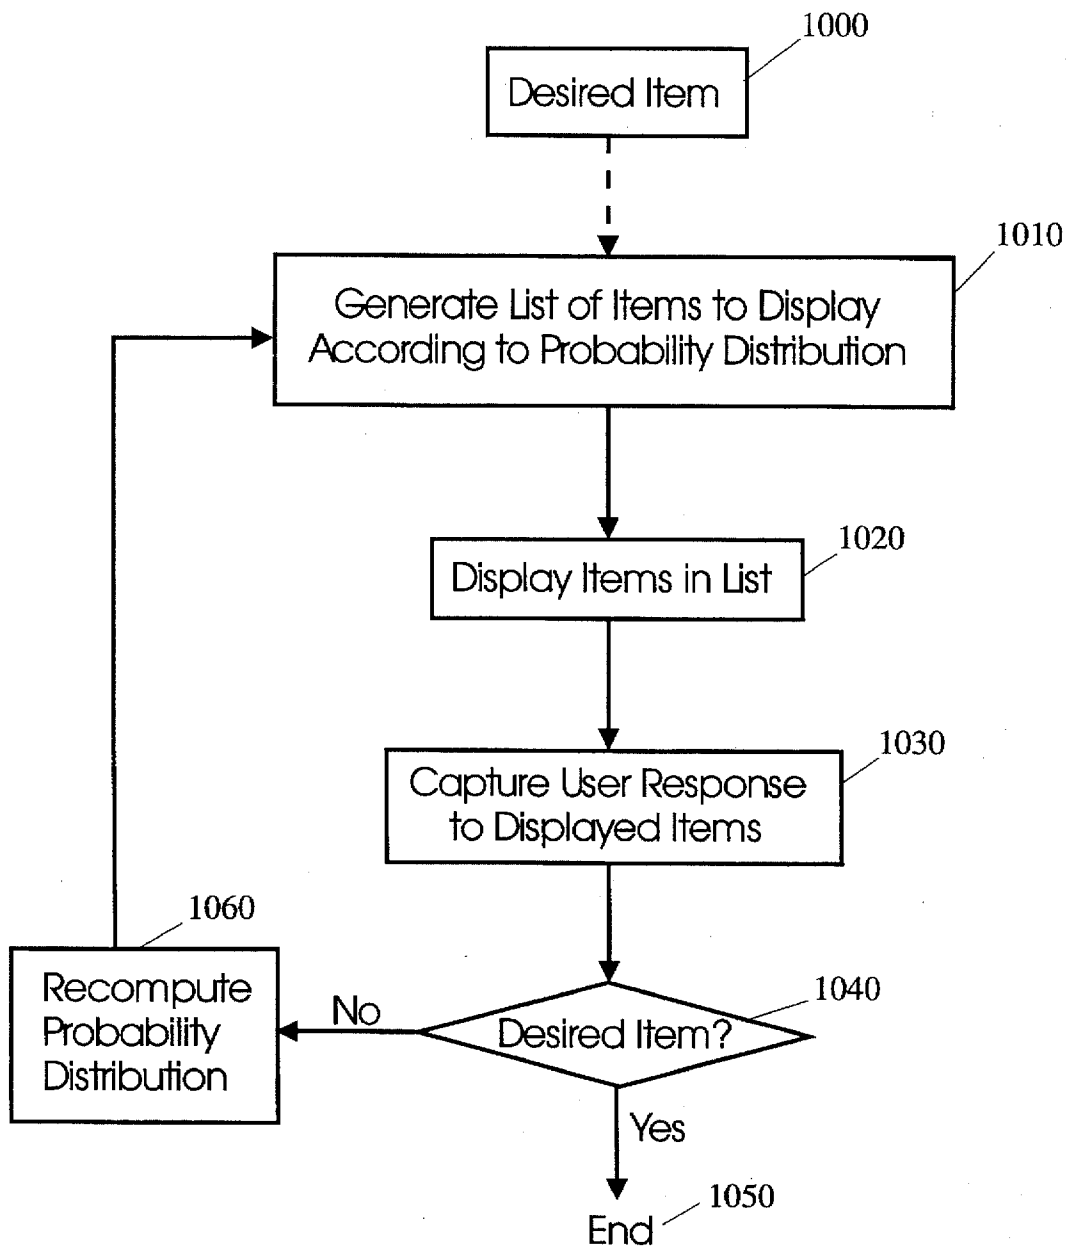 1000
Desired Item
1010
Generate List of Items to Display
According to Probability Distribution
1020
Display Items in List
1030
Capture User Response
to Displayed Items
1060
Recompute
Probability
Distribution
No
1040
Desired Item?
Yes
1050
End